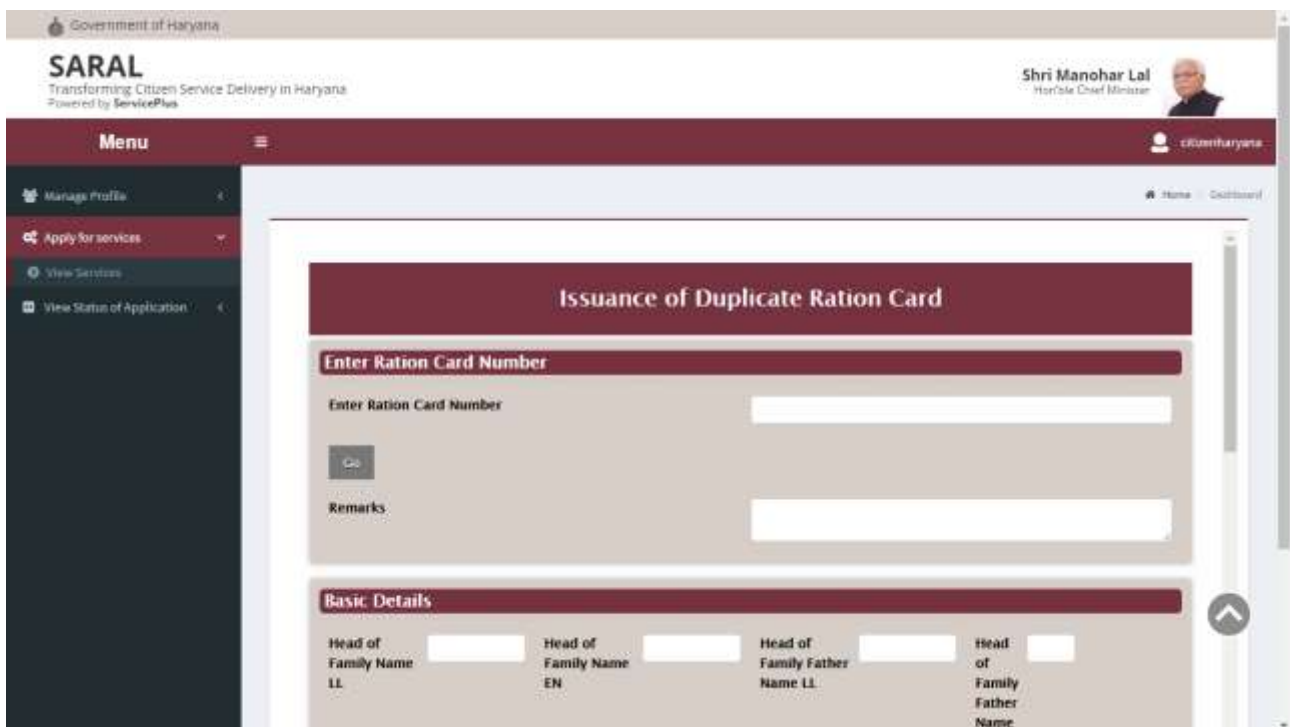 Government of Haryana
SARAL
Transforming Citizen Service Delivery in Haryana
Powered by ServicePlus
Shri Manohar Lal
Hon'ble Chief Minister
Menu
citizenharyana
Manage Profile
Home Dashboard
Apply for services
View Services
View Status of Application
Issuance of Duplicate Ration Card
Enter Ration Card Number
Enter Ration Card Number
Go
Remarks
Basic Details
Head of
Family Name
LL
Head of
Family Name
EN
Head of
Family Father
Name LL
Head
of
Family
Father
Name